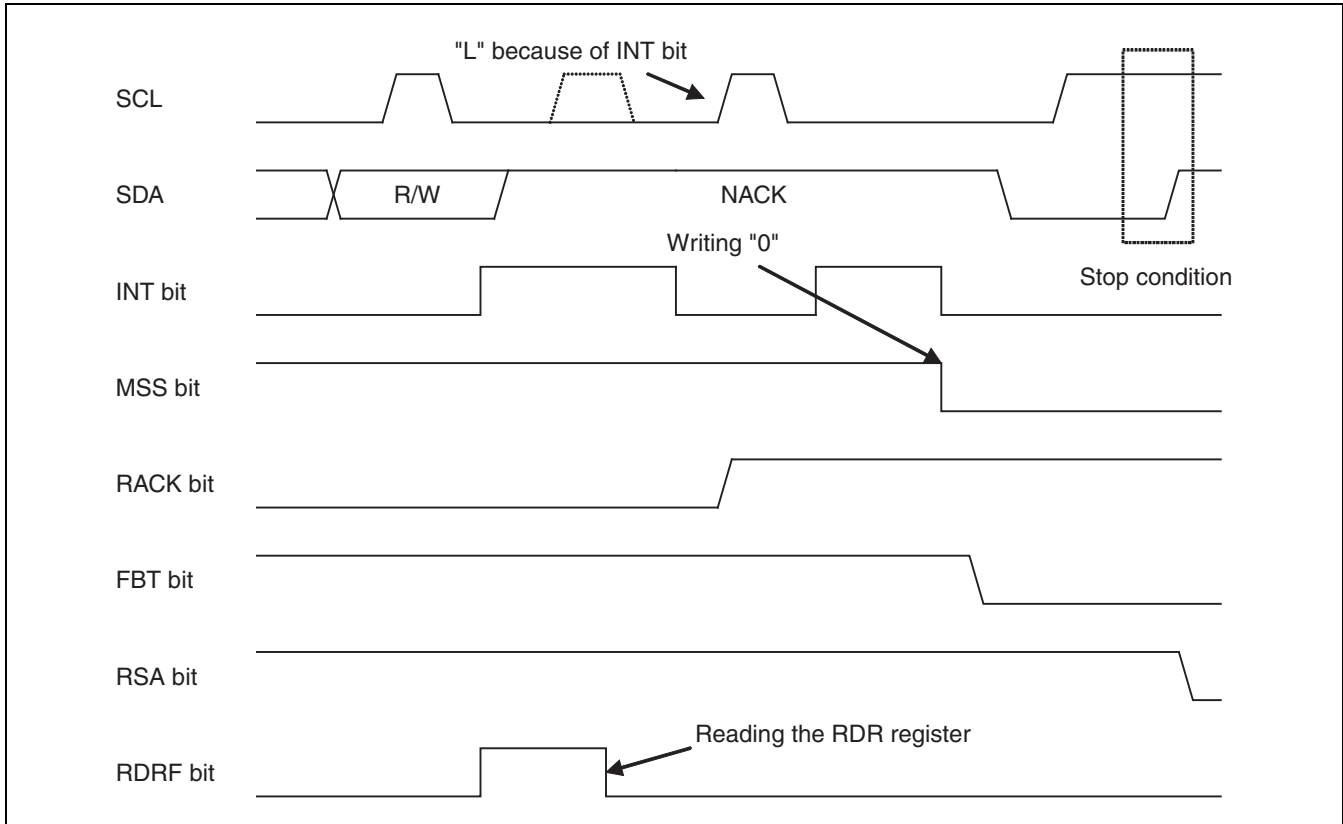 "L" because of INT bit
SCL
SDA
R/W
NACK
Writing "0"
Stop condition
INT bit
MSS bit
RACK bit
FBT bit
RSA bit
Reading the RDR register
RDRF bit